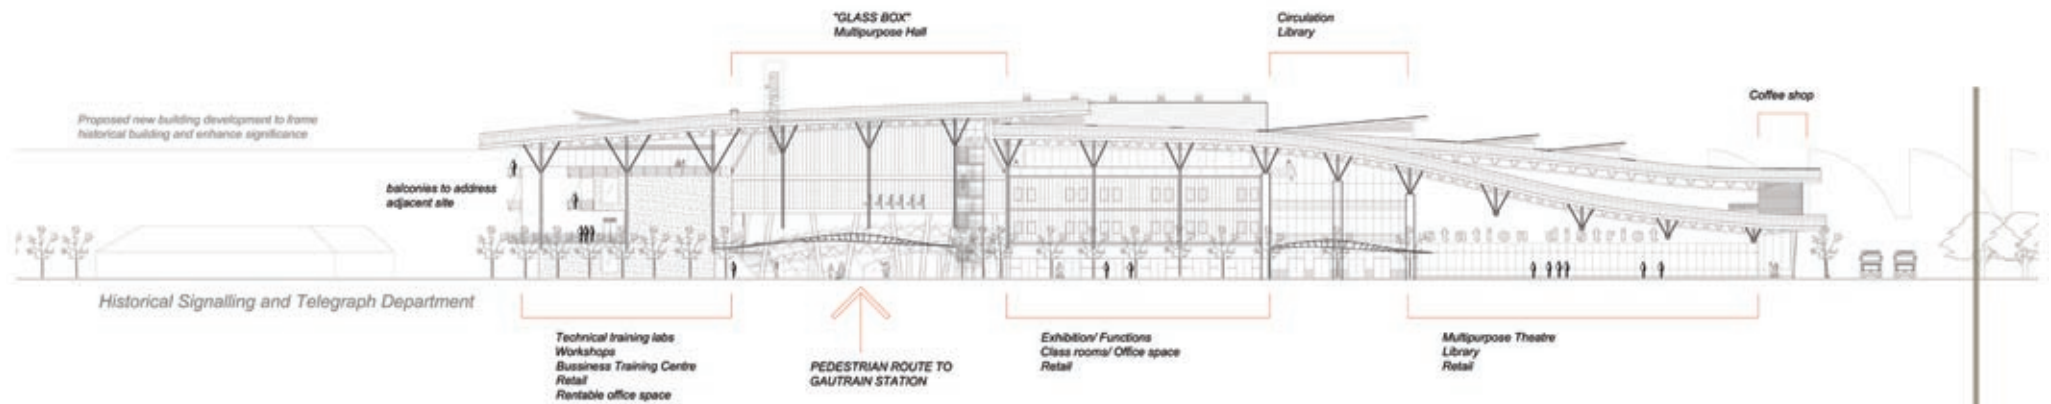 "GLASS BOX"
Multipurpose Hall
Circulation
Library
Coffee shop
Proposed new building development to frame
historical building and enhance significance
balconies to address
adjacent site
station district
Historical Signalling and Telegraph Department
Technical training labs
Workshops
Bussiness Training Centre
Retail
Rentable office space
PEDESTRIAN ROUTE TO
GAUTRAIN STATION
Exhibition/ Functions
Class rooms/ Office space
Retail
Multipurpose Theatre
Library
Retail